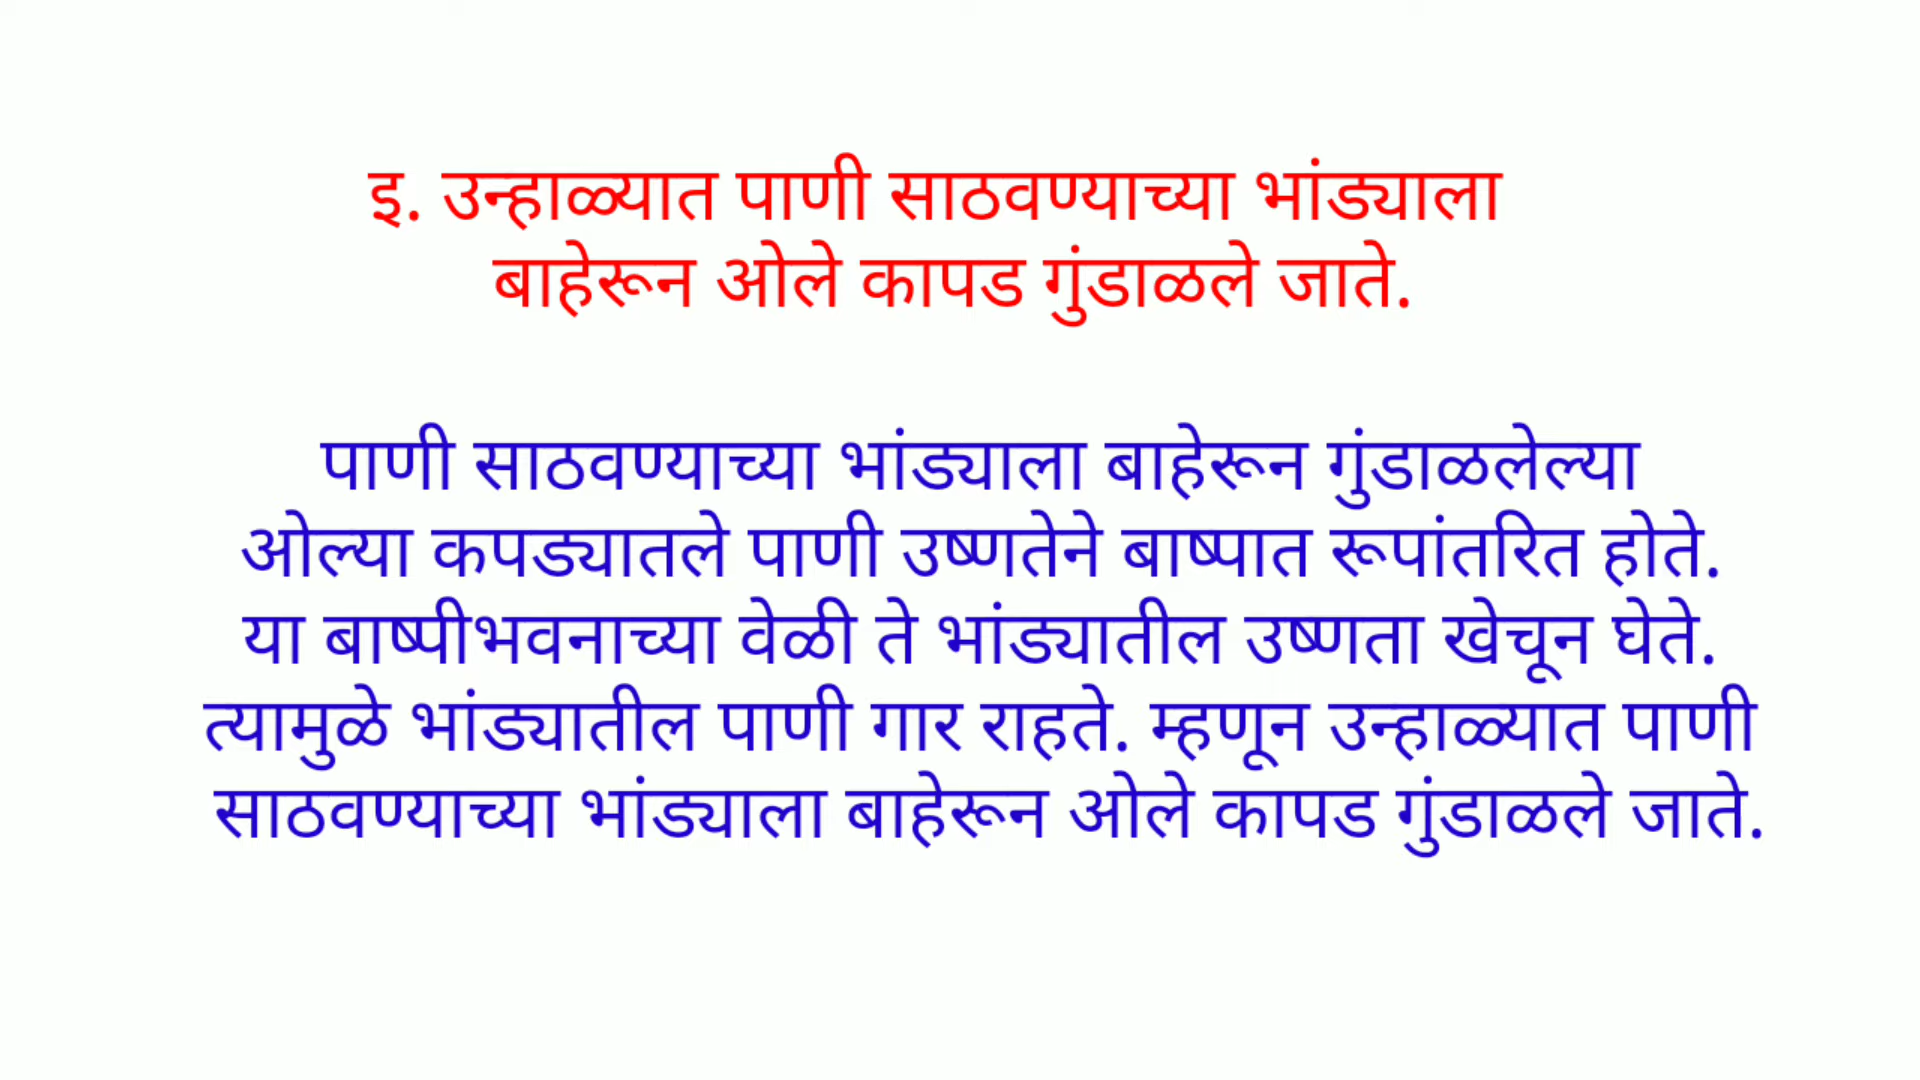 इ. उन्हाळ्यात पाणी साठवण्याच्या भांड्याला
बाहेरून ओले कापड गुंडाळले जाते.
पाणी साठवण्याच्या भांड्याला बाहेरून गुंडाळलेल्या
ओल्या कपड्यातले पाणी उष्णतेने बाष्पात रूपांतरित होते.
या बाष्पीभवनाच्या वेळी ते भांड्यातील उष्णता खेचून घेते.
त्यामुळे भांड्यातील पाणी गार राहते. म्हणून उन्हाळ्यात पाणी
साठवण्याच्या भांड्याला बाहेरून ओले कापड गुंडाळले जाते.